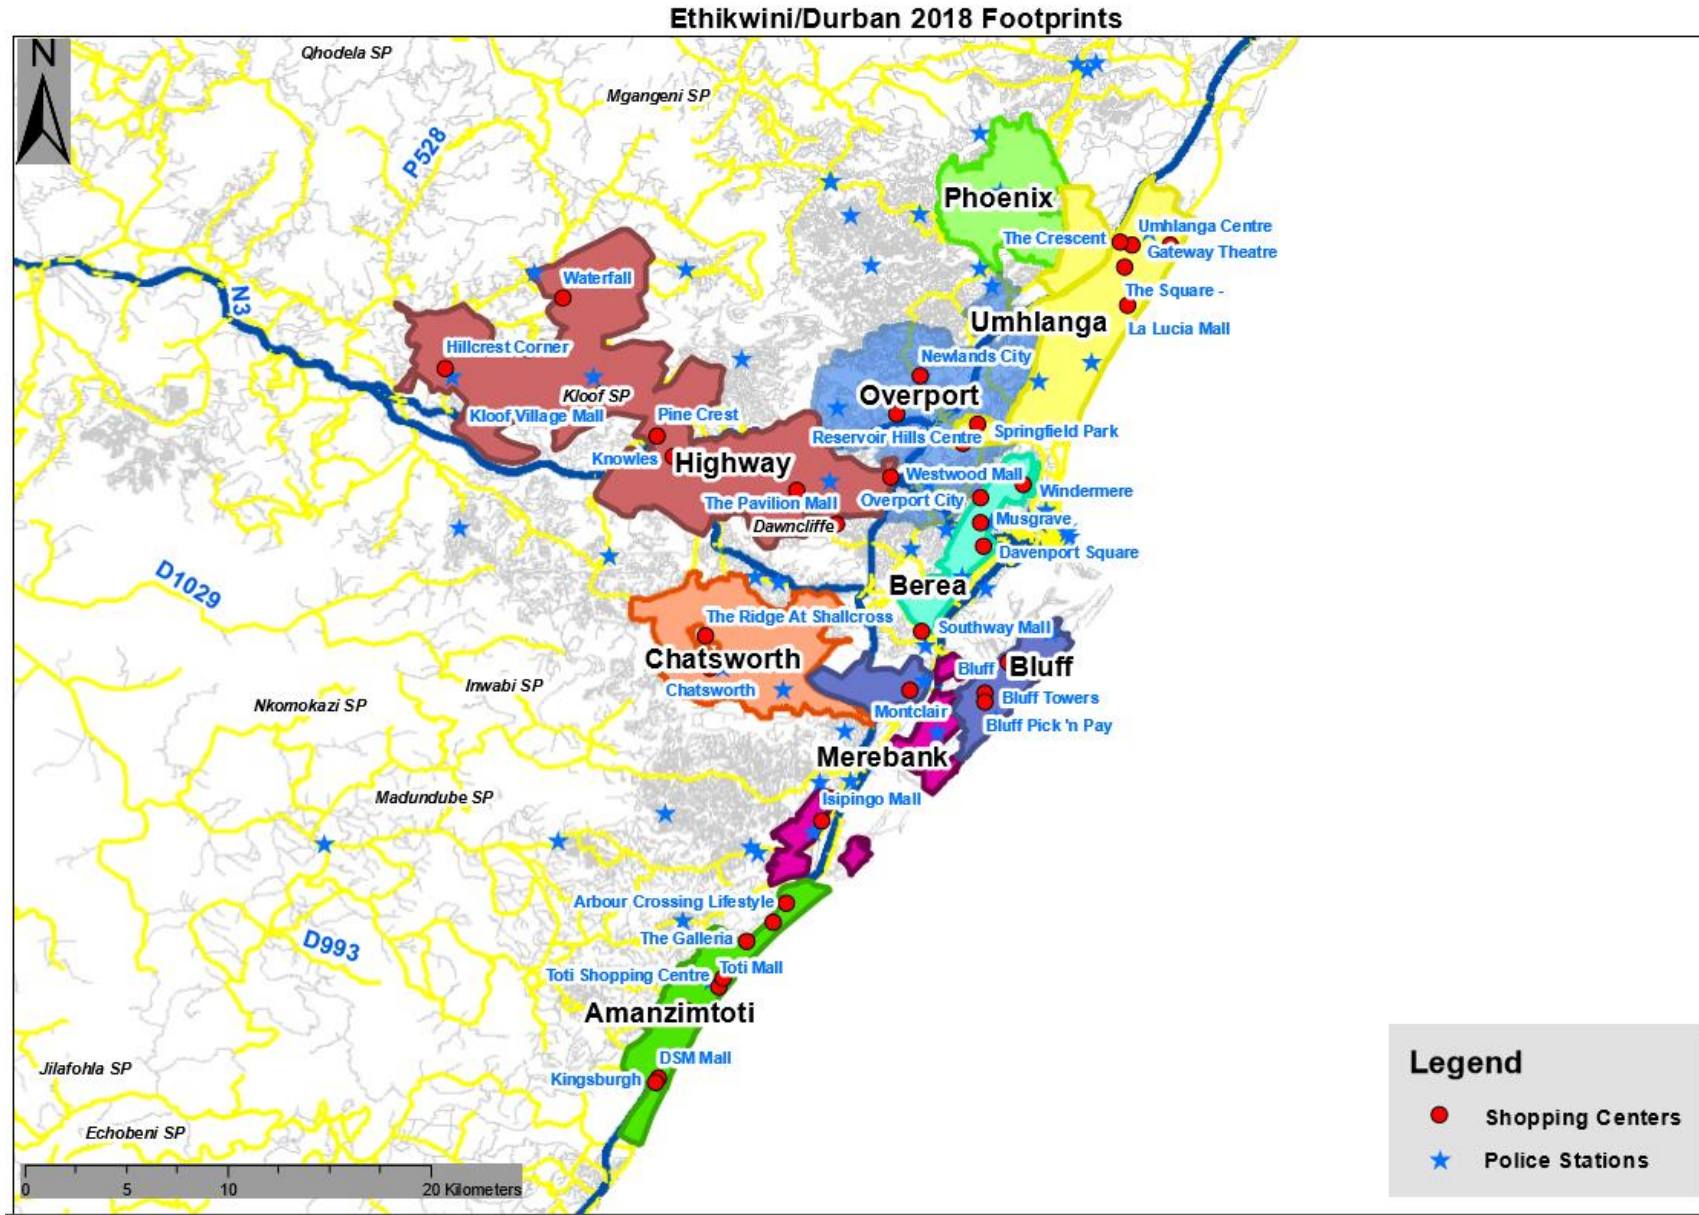 Ethikwini/Durban 2018 Footprints
N
Qhodela SP
Mgangeni SP
P528
Phoenix
Umhlanga Centre
The Crescent
Gateway Theatre
Waterfall
N3
The Square -
Umhlanga
La Lucia Mall
Hillcrest Corner
Newlands City
Kloof SP
Overport
Kloof Village Mall
Pine Crest
Reservoir Hills Centre
Springfield Park
Knowles
Highway
Westwood Mall
Windermere
The Pavilion Mall
Overport City
Dawncliffe
Musgrave
Davenport Square
D1029
Berea
The Ridge At Shallcross
Southway Mall
Chatsworth
Bluff
Bluff
Inwabi SP
Chatsworth
Bluff Towers
Nkomokazi SP
Montclair
Bluff Pick 'n Pay
Merebank
Madundube SP
Isipingo Mall
Arbour Crossing Lifestyle
D993
The Galleria
Toti Mall
Toti Shopping Centre
Amanzimtoti
DSM Mall
Jilafohla SP
Kingsburgh
Echobeni SP
0 5 10 20 Kilometers
Legend
Shopping Centers
Police Stations